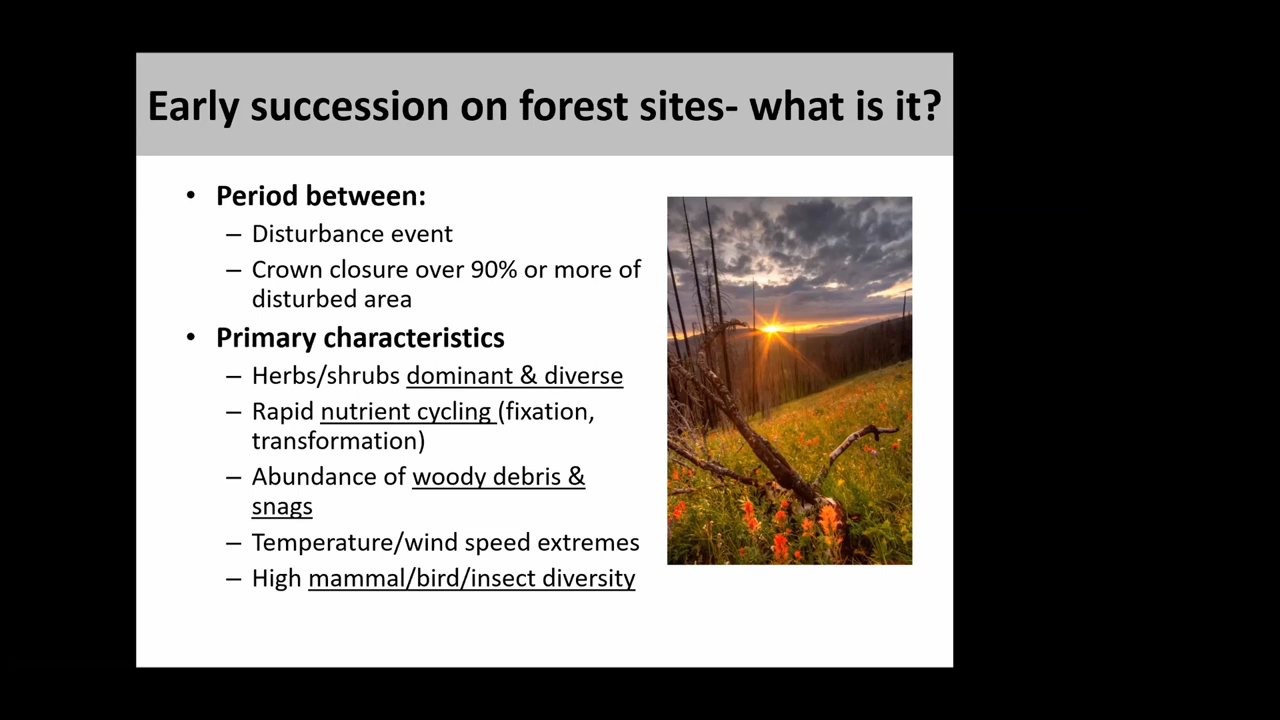 Early succession on forest sites- what is it?
• Period between:
– Disturbance event
– Crown closure over 90% or more of
disturbed area
• Primary characteristics
– Herbs/shrubs dominant & diverse
– Rapid nutrient cycling (fixation,
transformation)
– Abundance of woody debris &
snags
– Temperature/wind speed extremes
– High mammal/bird/insect diversity